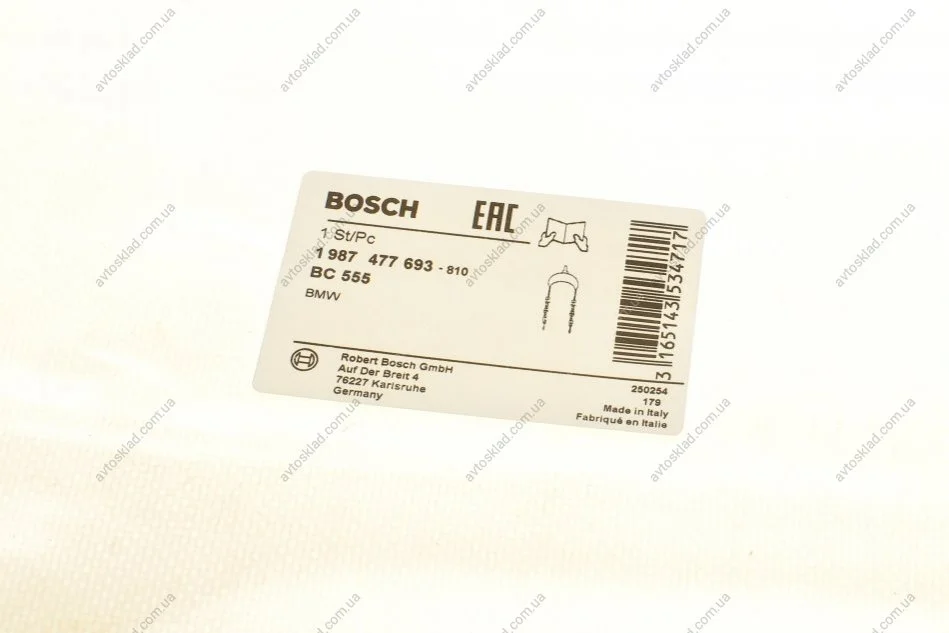 BOSCH
EAC
1 St/Pc
1 987 477 693 - 810
BC 555
BMW
3 165143 534717
Robert Bosch GmbH
Auf Der Breit 4
76227 Karlsruhe
Germany
250254
179
Made in Italy
Fabriqué en Italie
avtosklad.com.ua